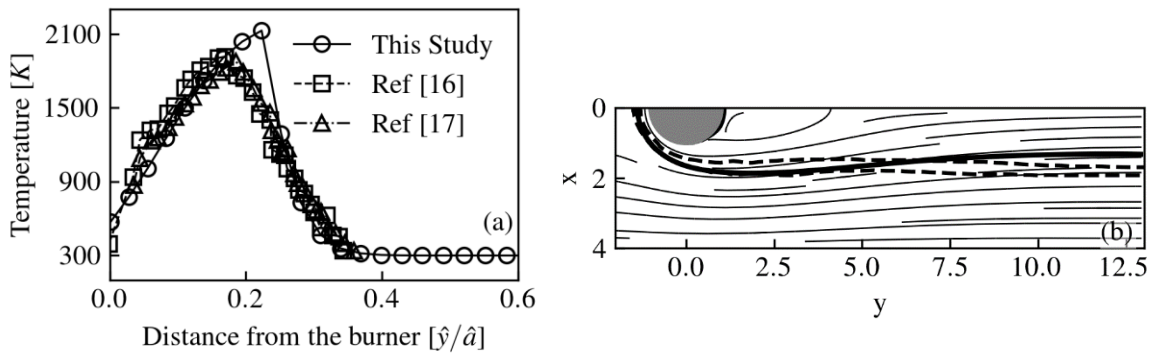 2100
1500
900
300
Temperature [K]
This Study
Ref [16]
Ref [17]
(a)
0.0 0.2 0.4 0.6
Distance from the burner [ŷ/â]
0
2
4
x
(b)
0.0 2.5 5.0 7.5 10.0 12.5
y